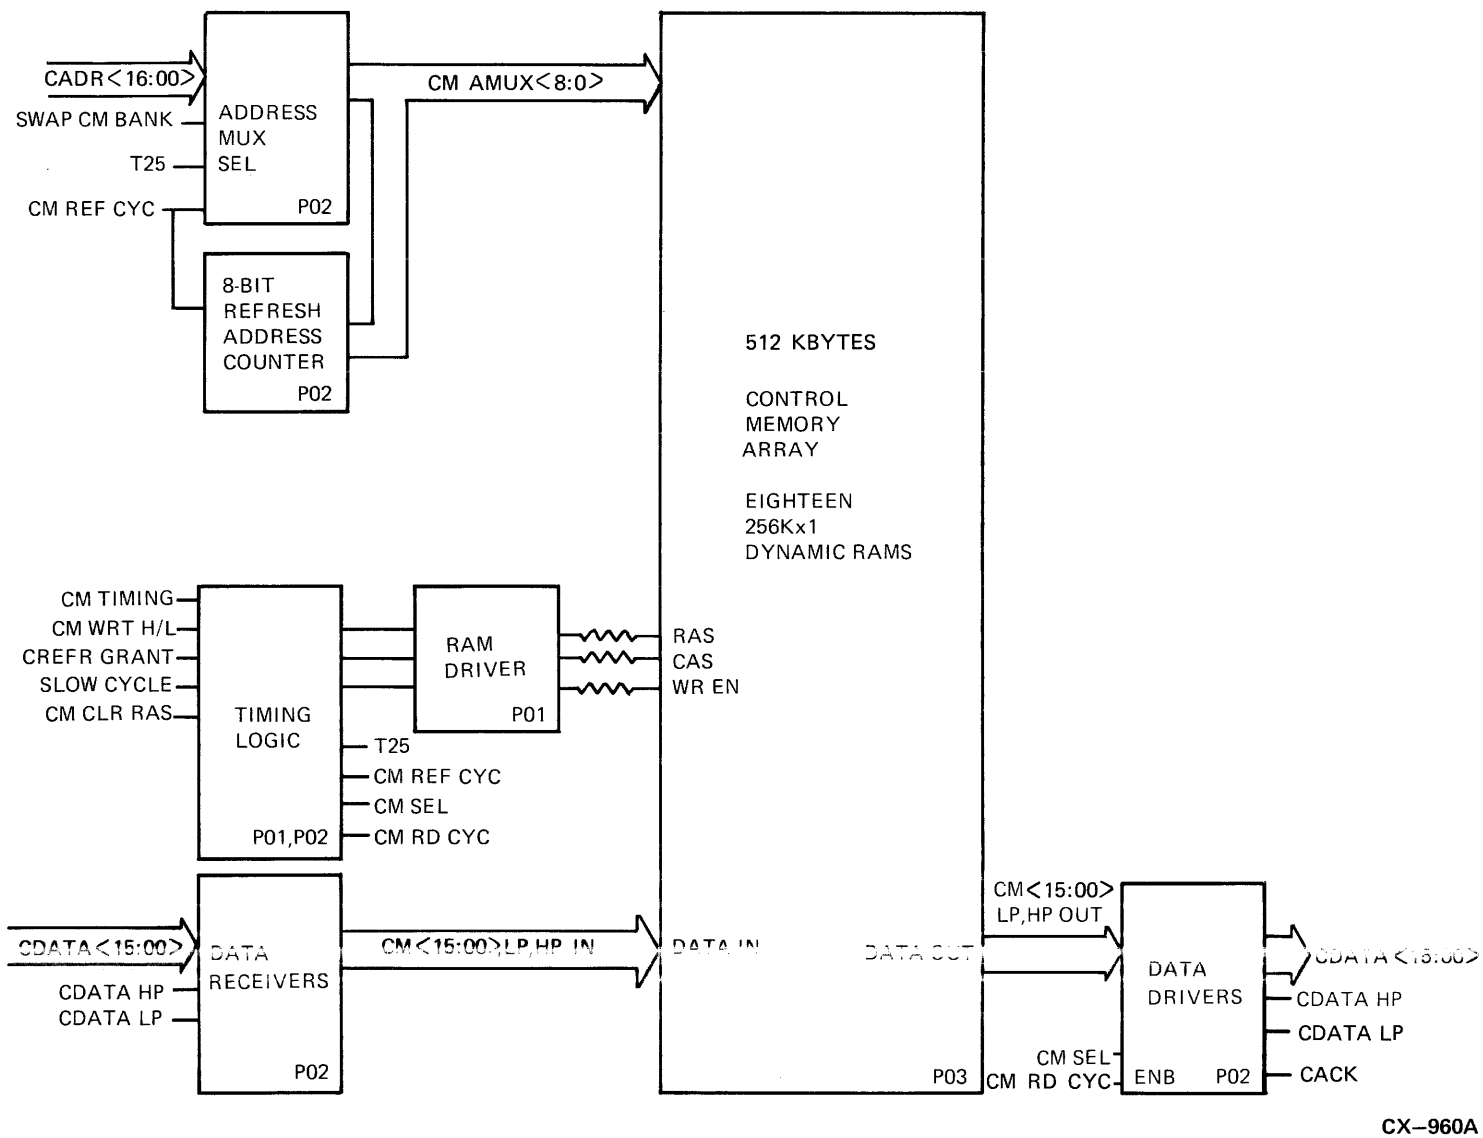 CADR<16:00>
SWAP CM BANK
T25
CM REF CYC
ADDRESS
MUX
SEL
P02
CM AMUX<8:0>
8-BIT
REFRESH
ADDRESS
COUNTER
P02
512 KBYTES
CONTROL
MEMORY
ARRAY
EIGHTEEN
256Kx1
DYNAMIC RAMS
CM TIMING
CM WRT H/L
CREFR GRANT
SLOW CYCLE
CM CLR RAS
TIMING
LOGIC
P01,P02
RAM
DRIVER
P01
RAS
CAS
WR EN
T25
CM REF CYC
CM SEL
CM RD CYC
CDATA<15:00>
CDATA HP
CDATA LP
DATA
RECEIVERS
P02
CM<15:00>,LP,HP IN
DATA IN
DATA OUT
P03
CM<15:00>
LP,HP OUT
CM SEL
CM RD CYC
DATA
DRIVERS
ENB
P02
CDATA<15:00>
CDATA HP
CDATA LP
CACK
CX-960A